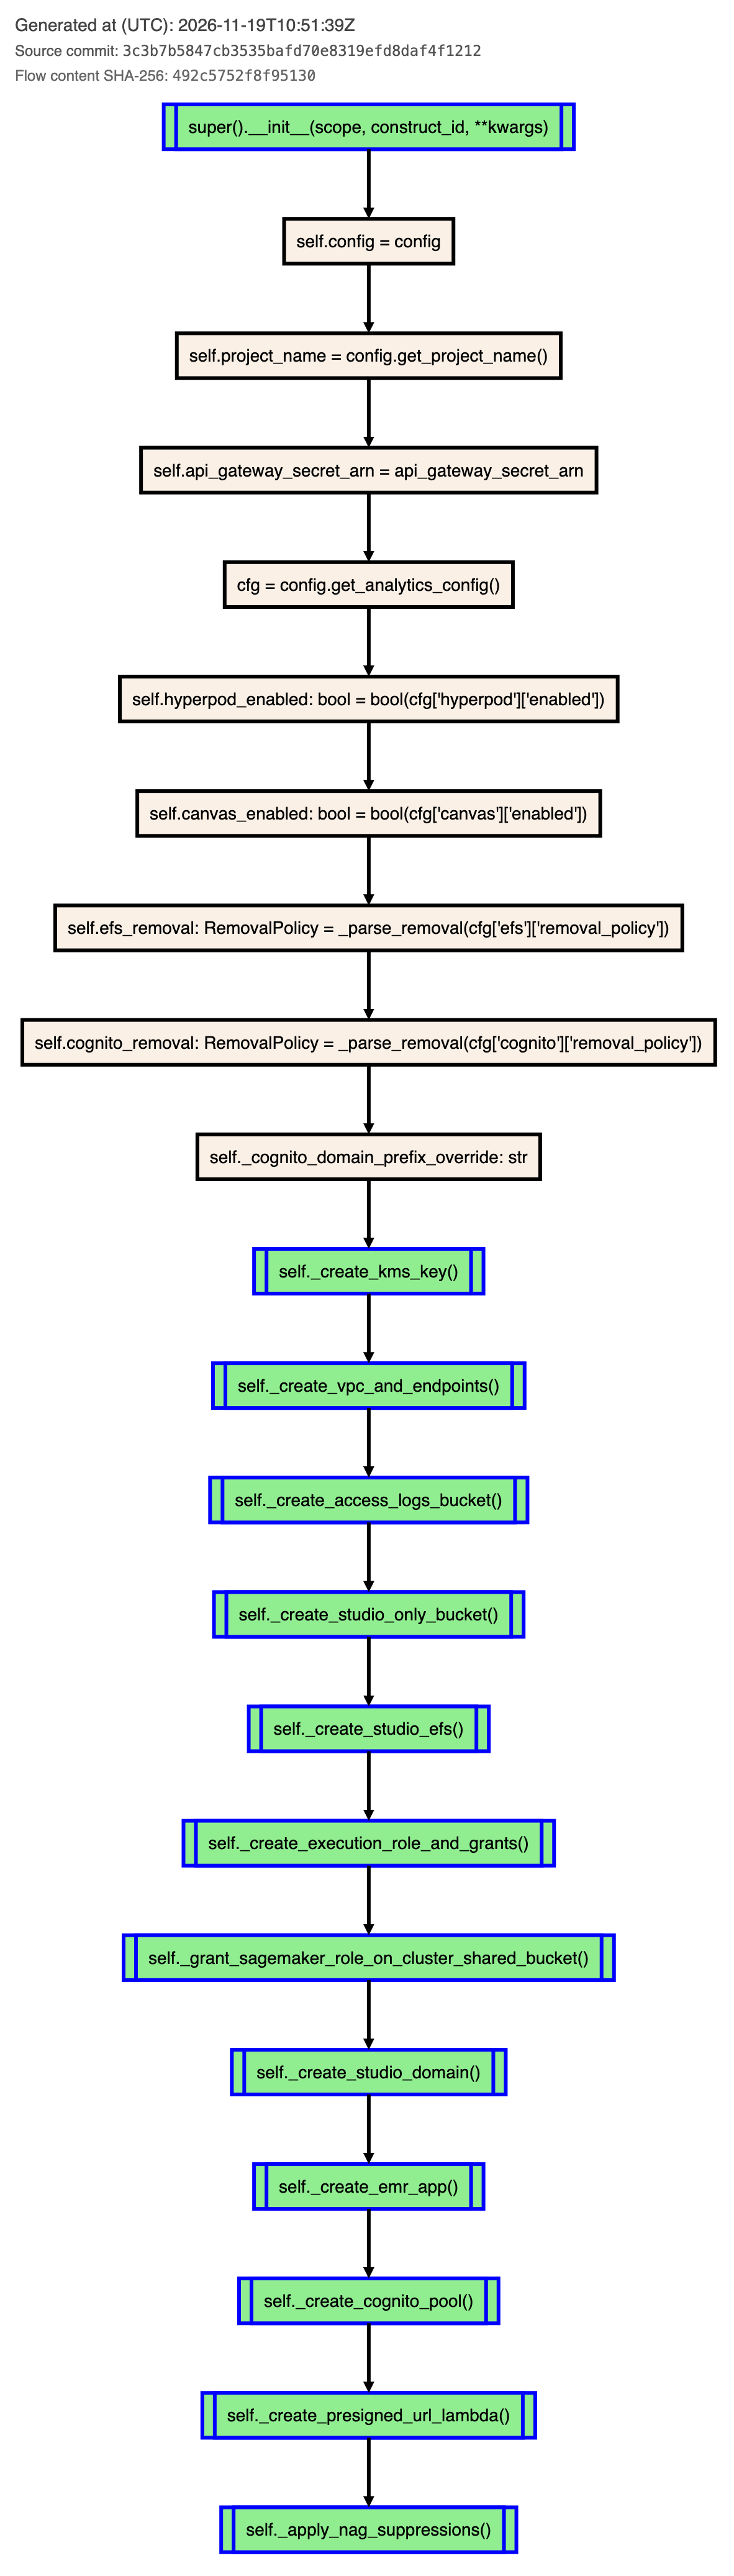 Generated at (UTC): 2026-11-19T10:51:39Z
Source commit: 3c3b7b5847cb3535bafd70e8319efd8daf4f1212
Flow content SHA-256: 492c5752f8f95130
super().__init__(scope, construct_id, **kwargs)
self.config = config
self.project_name = config.get_project_name()
self.api_gateway_secret_arn = api_gateway_secret_arn
cfg = config.get_analytics_config()
self.hyperpod_enabled: bool = bool(cfg['hyperpod']['enabled'])
self.canvas_enabled: bool = bool(cfg['canvas']['enabled'])
self.efs_removal: RemovalPolicy = _parse_removal(cfg['efs']['removal_policy'])
self.cognito_removal: RemovalPolicy = _parse_removal(cfg['cognito']['removal_policy'])
self._cognito_domain_prefix_override: str
self._create_kms_key()
self._create_vpc_and_endpoints()
self._create_access_logs_bucket()
self._create_studio_only_bucket()
self._create_studio_efs()
self._create_execution_role_and_grants()
self._grant_sagemaker_role_on_cluster_shared_bucket()
self._create_studio_domain()
self._create_emr_app()
self._create_cognito_pool()
self._create_presigned_url_lambda()
self._apply_nag_suppressions()